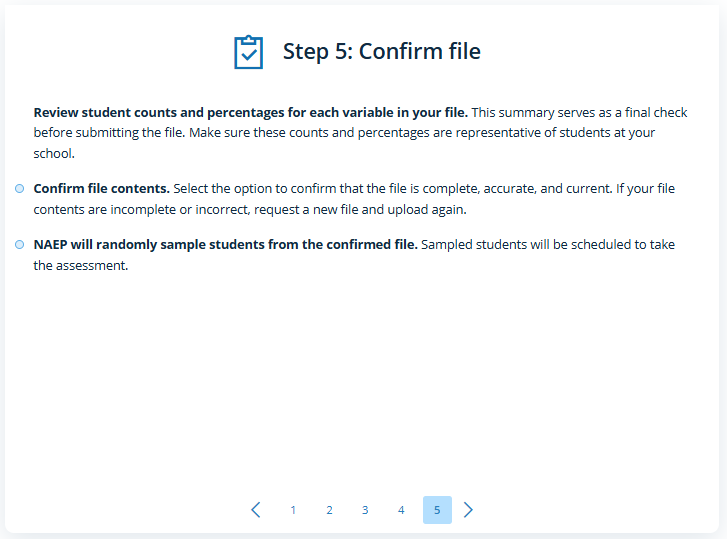 Step 5: Confirm file
Review student counts and percentages for each variable in your file. This summary serves as a final check
before submitting the file. Make sure these counts and percentages are representative of students at your
school.
Confirm file contents. Select the option to confirm that the file is complete, accurate, and current. If your file
contents are incomplete or incorrect, request a new file and upload again.
NAEP will randomly sample students from the confirmed file. Sampled students will be scheduled to take
the assessment.
1 2 3 4 5